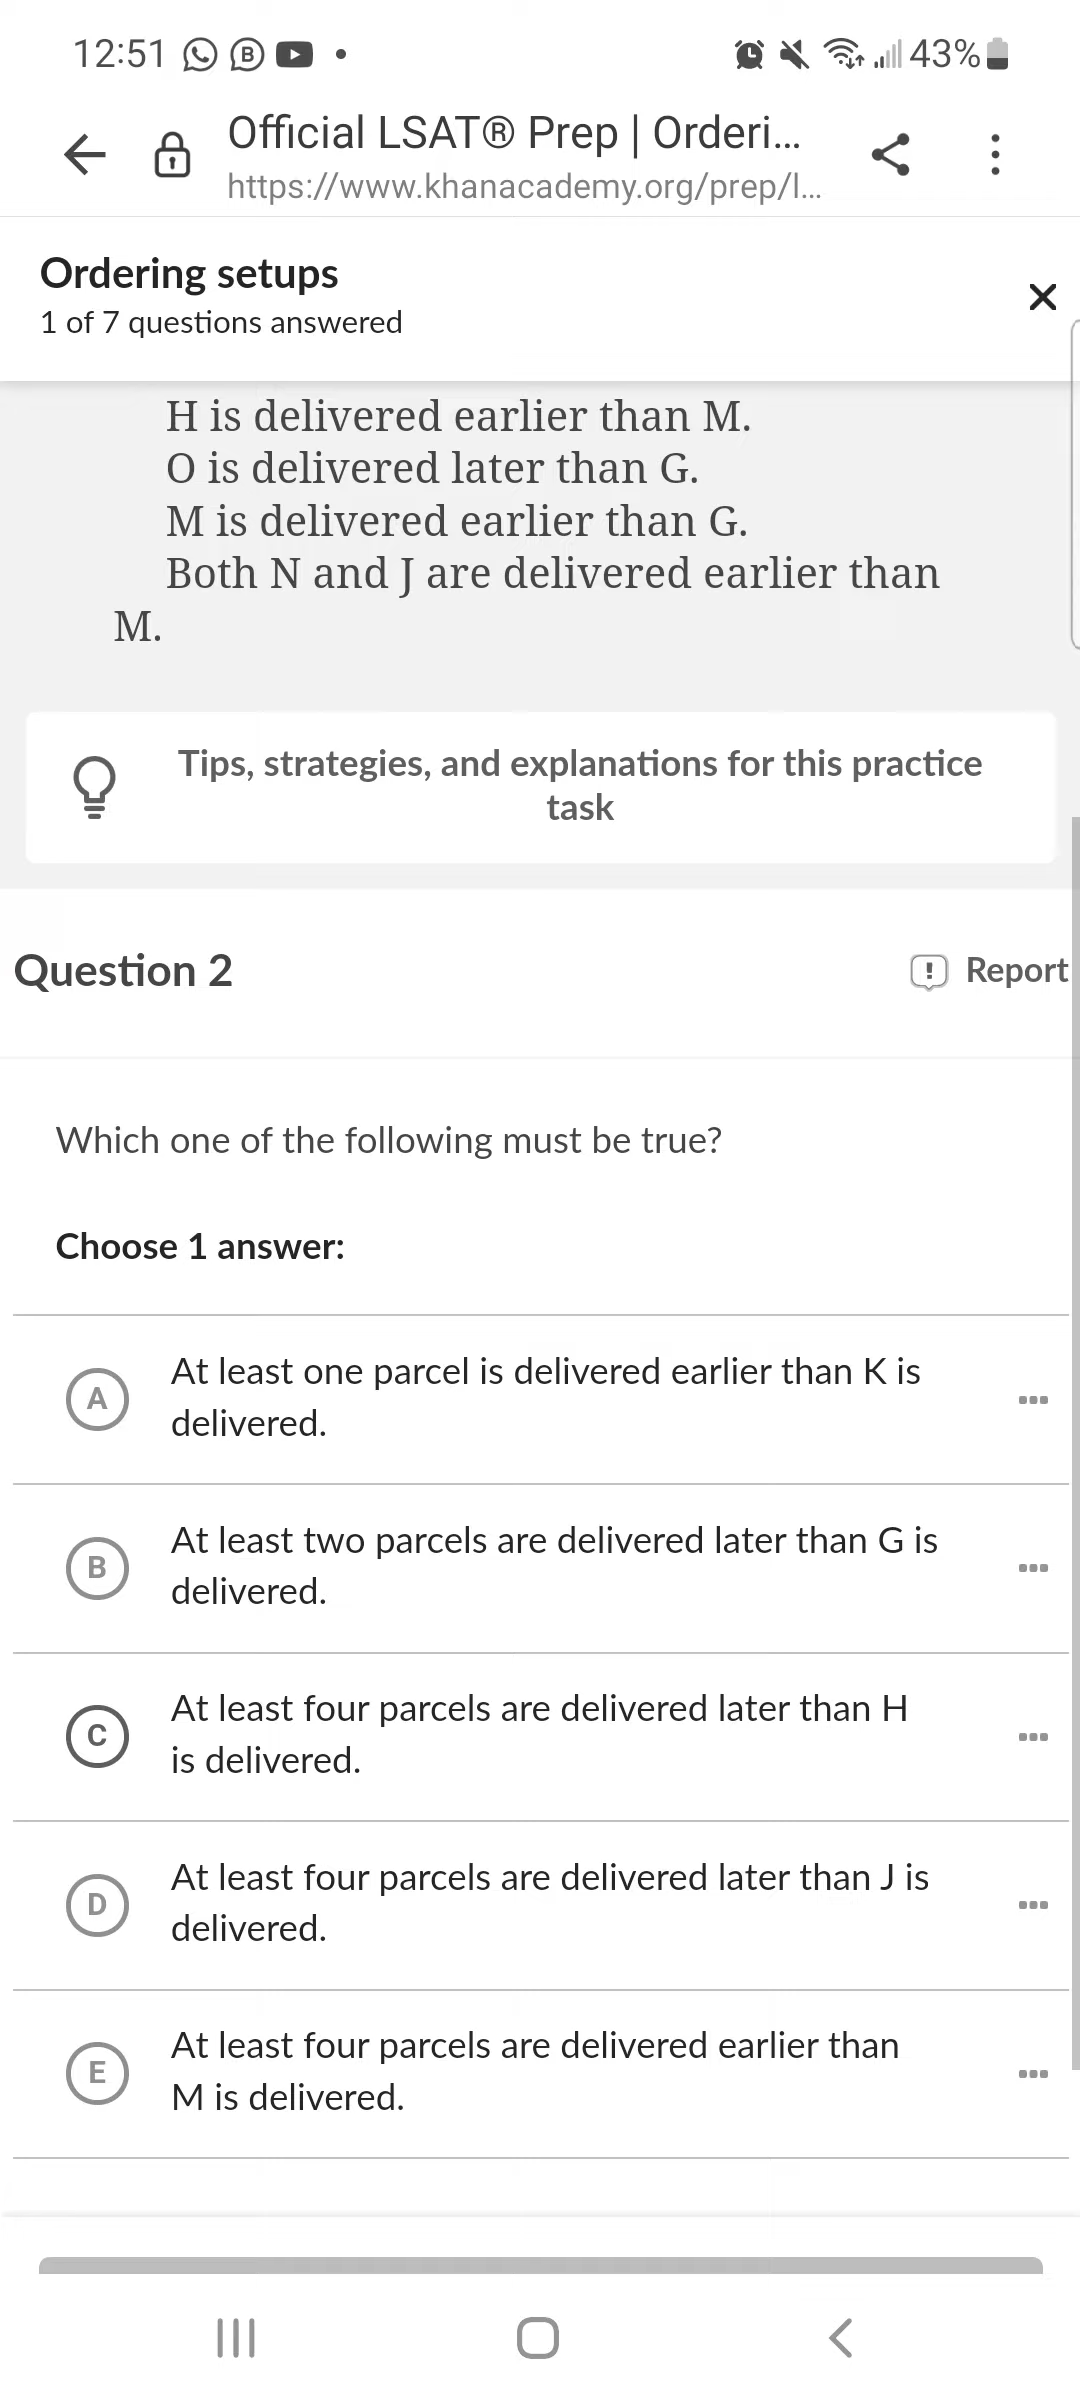 12:51
43%
Official LSAT® Prep | Orderi...
https://www.khanacademy.org/prep/l...
Ordering setups
1 of 7 questions answered
H is delivered earlier than M.
O is delivered later than G.
M is delivered earlier than G.
Both N and J are delivered earlier than
M.
Tips, strategies, and explanations for this practice
task
Question 2
Report
Which one of the following must be true?
Choose 1 answer:
A
At least one parcel is delivered earlier than K is
delivered.
B
At least two parcels are delivered later than G is
delivered.
C
At least four parcels are delivered later than H
is delivered.
D
At least four parcels are delivered later than J is
delivered.
E
At least four parcels are delivered earlier than
M is delivered.